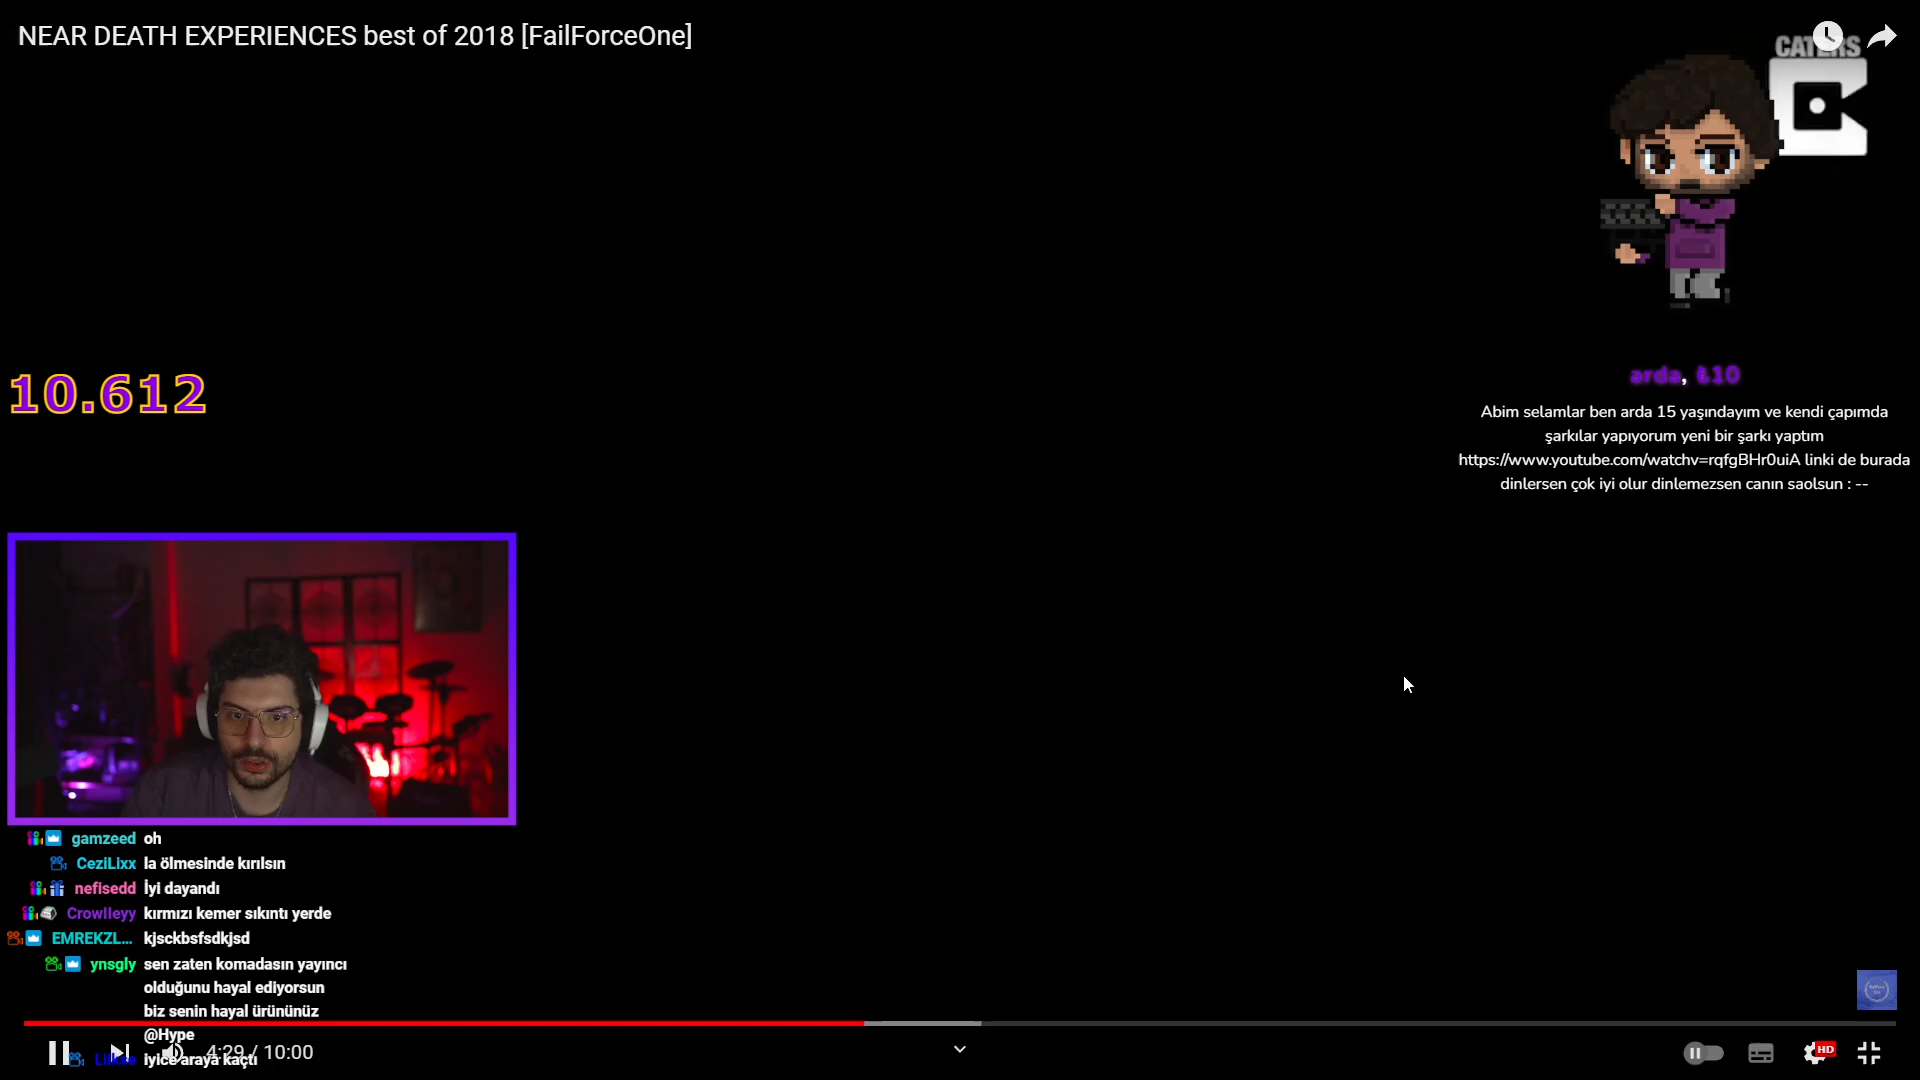 NEAR DEATH EXPERIENCES best of 2018 [FailForceOne]
CATERS
10.612
arda, ₺10
Abim selamlar ben arda 15 yaşındayım ve kendi çapımda
şarkılar yapıyorum yeni bir şarkı yaptım
https://www.youtube.com/watchv=rqfgBHr0uiA linki de burada
dinlersen çok iyi olur dinlemezsen canın saolsun : --
gamzeed oh
CeziLixx la ölmesinde kırılsın
nefisedd İyi dayandı
Crowlleyy kırmızı kemer sıkıntı yerde
EMREKZL... kjsckbsfsdkjsd
ynsgly sen zaten komadasın yayıncı
olduğunu hayal ediyorsun
biz senin hayal ürününüz
@Hype
iyice araya kaçtı
4:29 / 10:00
HD